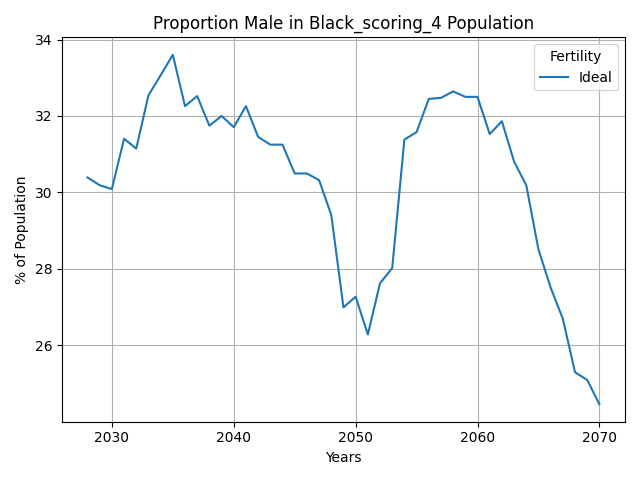 Proportion Male in Black_scoring_4 Population
Fertility
Ideal
% of Population
34
32
30
28
26
2030 2040 2050 2060 2070
Years